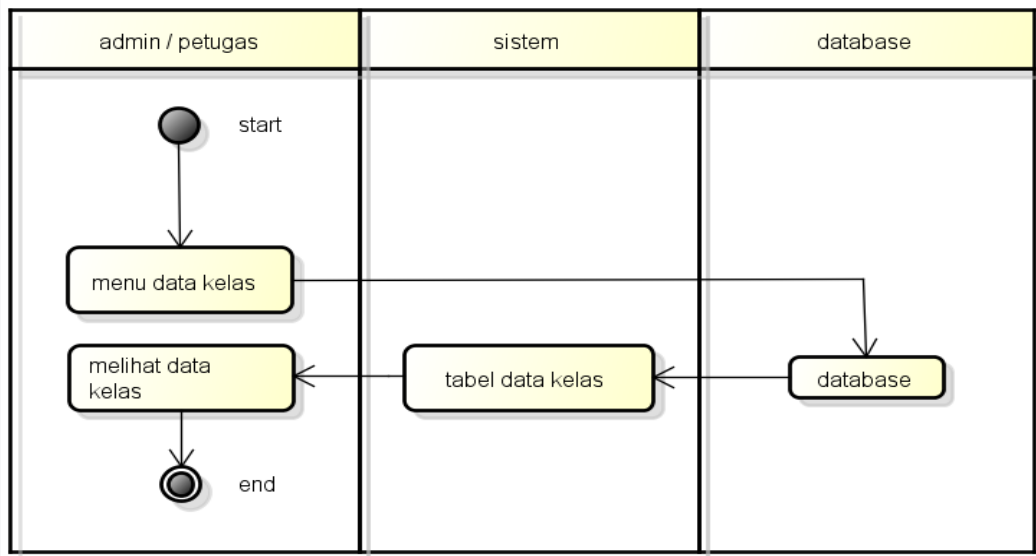 admin / petugas
sistem
database
start
menu data kelas
melihat data
kelas
tabel data kelas
database
end